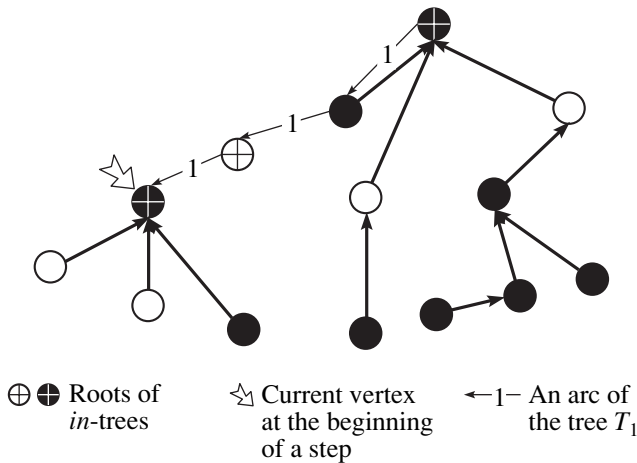 1
1
1
Roots of
in-trees
Current vertex
at the beginning
of a step
1 An arc of
the tree T1